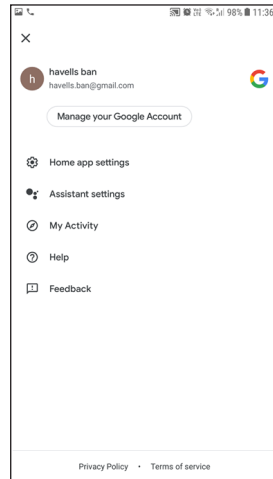 98% 11:36
h
havells ban
havells.ban@gmail.com
G
Manage your Google Account
Home app settings
Assistant settings
My Activity
Help
Feedback
Privacy Policy • Terms of service